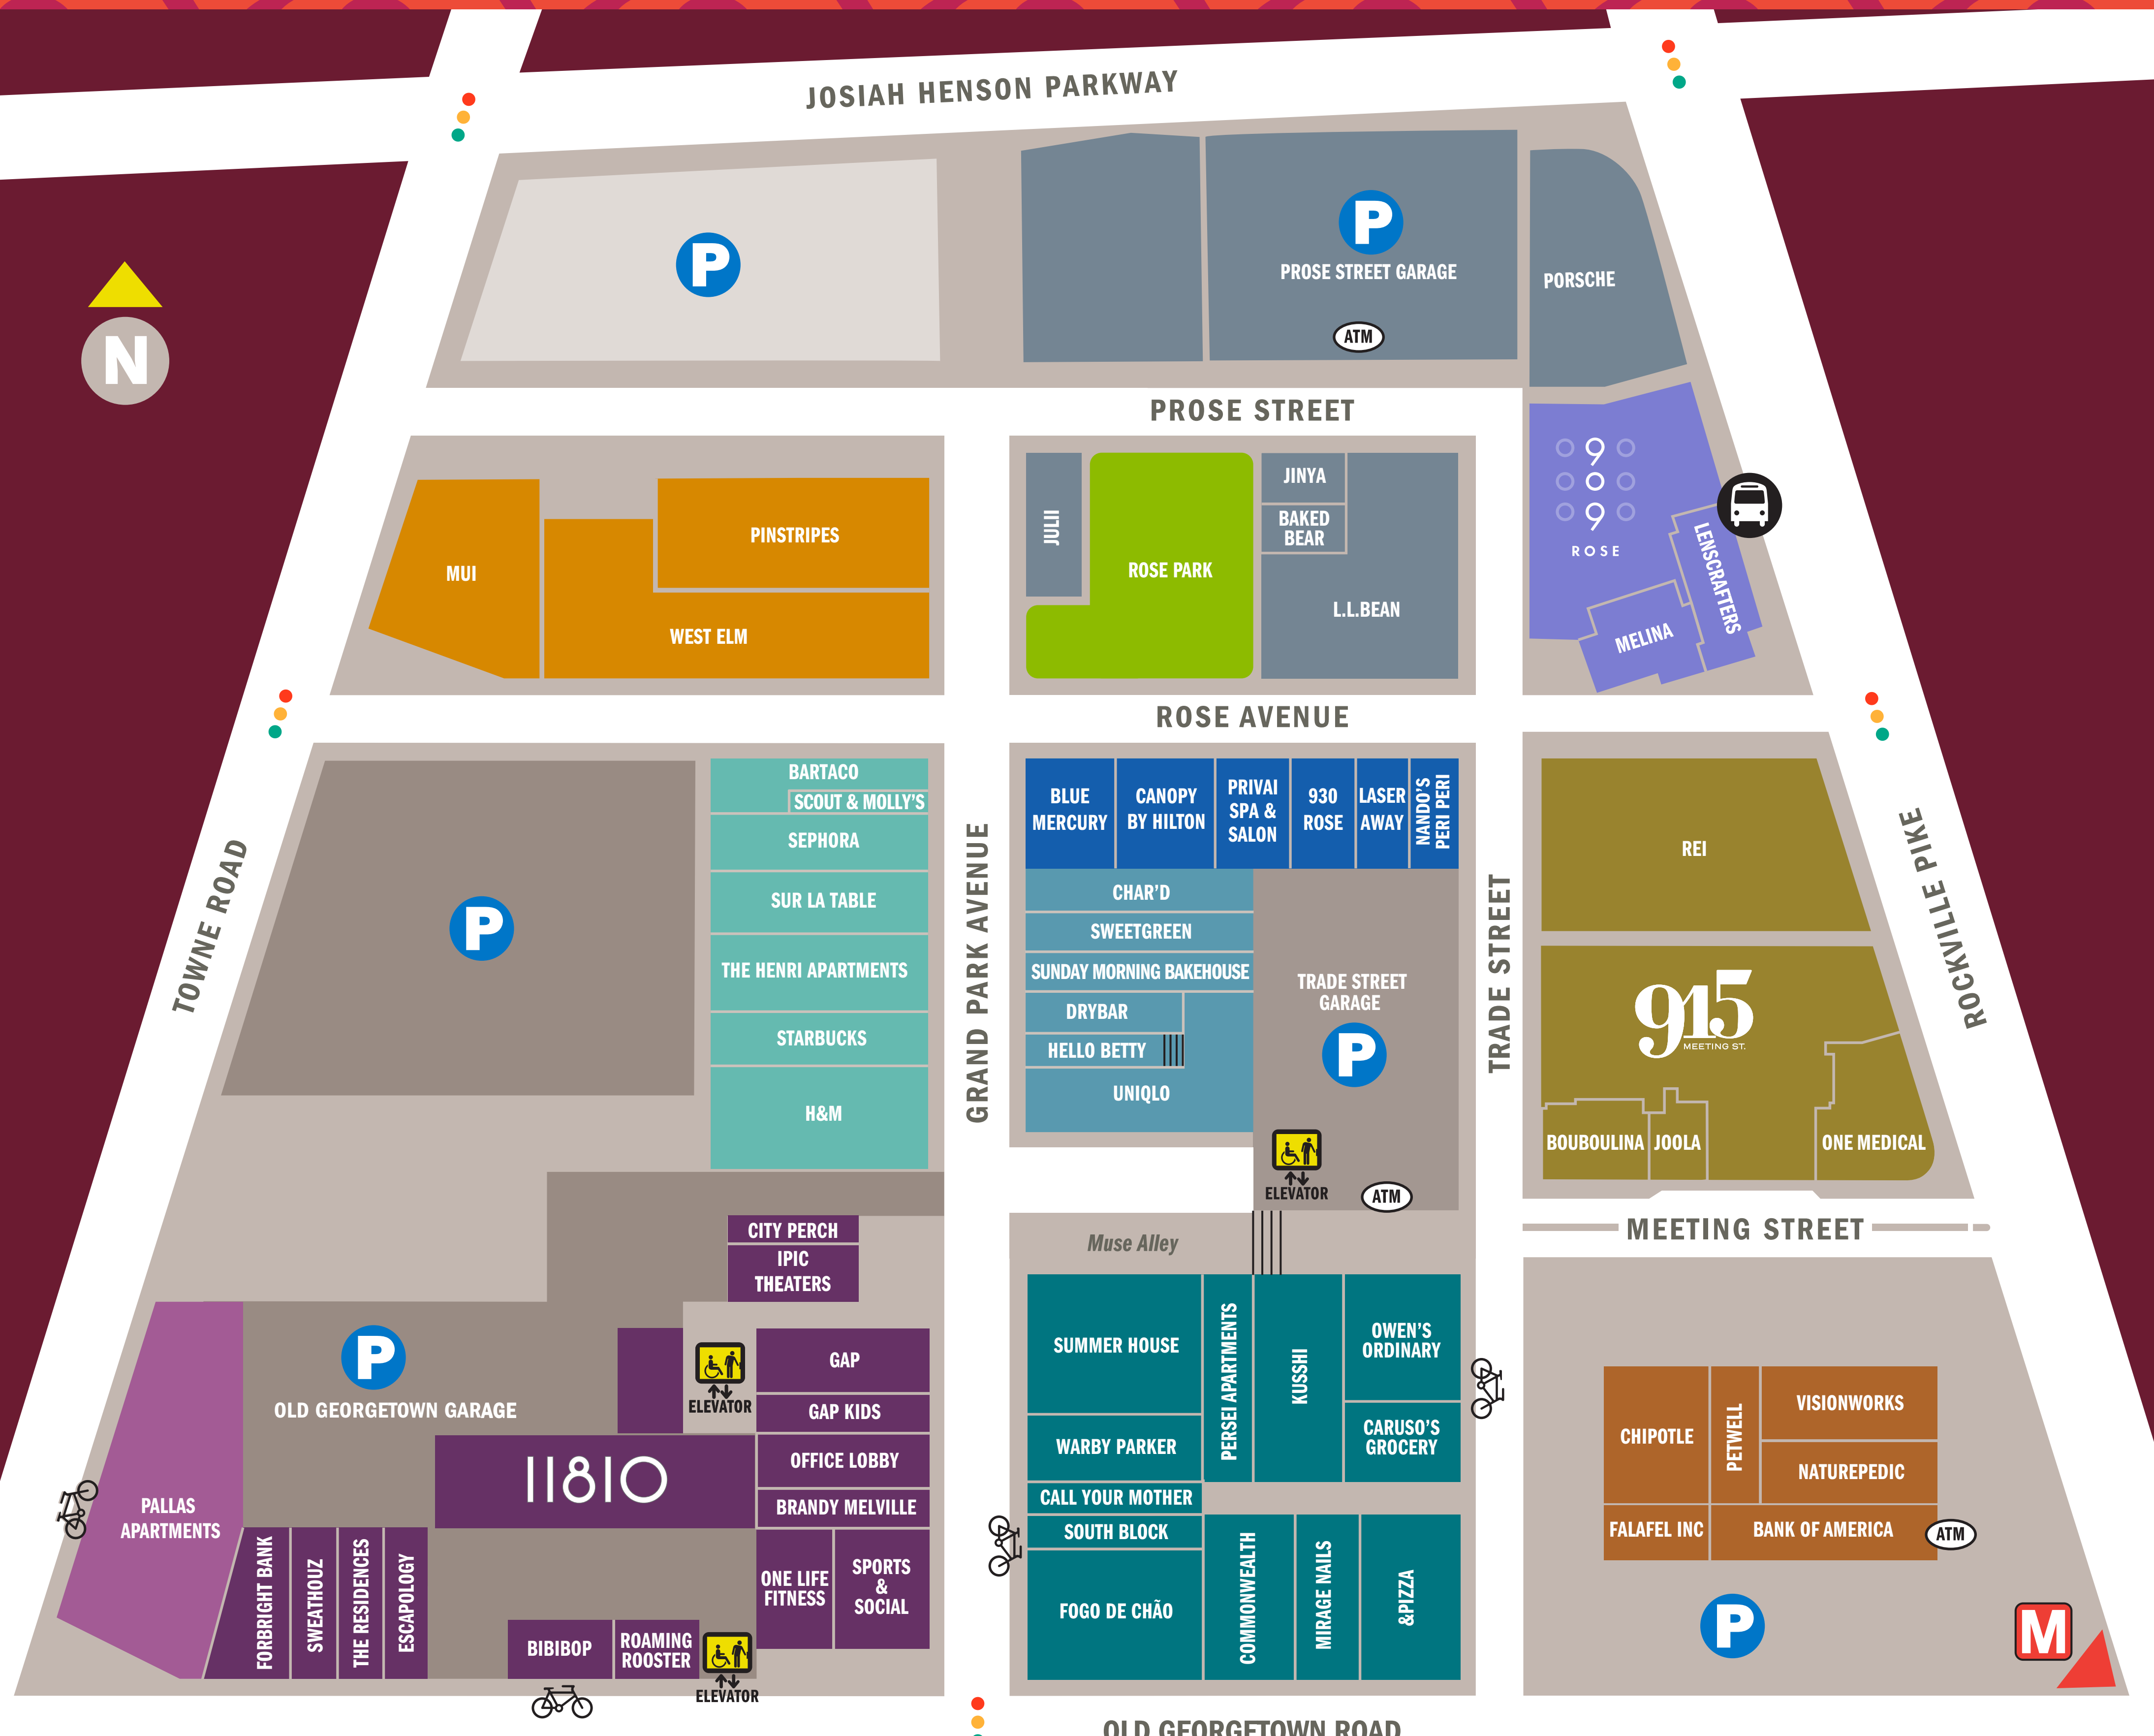 JOSIAH HENSON PARKWAY
P
P
PROSE STREET GARAGE
ATM
PORSCHE
N
PROSE STREET
MUI
PINSTRIPES
WEST ELM
JULII
ROSE PARK
JINYA
BAKED
BEAR
L.L.BEAN
9
0
9
ROSE
LENSCRAFTERS
MELINA
ROSE AVENUE
TOWNE ROAD
P
BARTACO
SCOUT & MOLLY'S
SEPHORA
SUR LA TABLE
THE HENRI APARTMENTS
STARBUCKS
H&M
GRAND PARK AVENUE
BLUE
MERCURY
CANOPY
BY HILTON
PRIVAI
SPA &
SALON
930
ROSE
LASER
AWAY
NANDO'S
PERI PERI
CHAR'D
SWEETGREEN
SUNDAY MORNING BAKEHOUSE
DRYBAR
HELLO BETTY
UNIQLO
TRADE STREET
GARAGE
P
ELEVATOR
ATM
TRADE STREET
REI
915
MEETING ST.
BOUBOULINA
JOOLA
ONE MEDICAL
ROCKVILLE PIKE
MEETING STREET
CITY PERCH
IPIC
THEATERS
P
OLD GEORGETOWN GARAGE
ELEVATOR
GAP
GAP KIDS
OFFICE LOBBY
BRANDY MELVILLE
11810
PALLAS
APARTMENTS
FORBRIGHT BANK
SWEATHOUZ
THE RESIDENCES
ESCAPOLOGY
BIBIBOP
ROAMING
ROOSTER
ELEVATOR
ONE LIFE
FITNESS
SPORTS
&
SOCIAL
Muse Alley
SUMMER HOUSE
WARBY PARKER
CALL YOUR MOTHER
SOUTH BLOCK
FOGO DE CHÃO
PERSEI APARTMENTS
KUSSHI
OWEN'S
ORDINARY
CARUSO'S
GROCERY
COMMONWEALTH
MIRAGE NAILS
&PIZZA
CHIPOTLE
PETWELL
VISIONWORKS
NATUREPEDIC
FALAFEL INC
BANK OF AMERICA
ATM
P
M
OLD GEORGETOWN ROAD